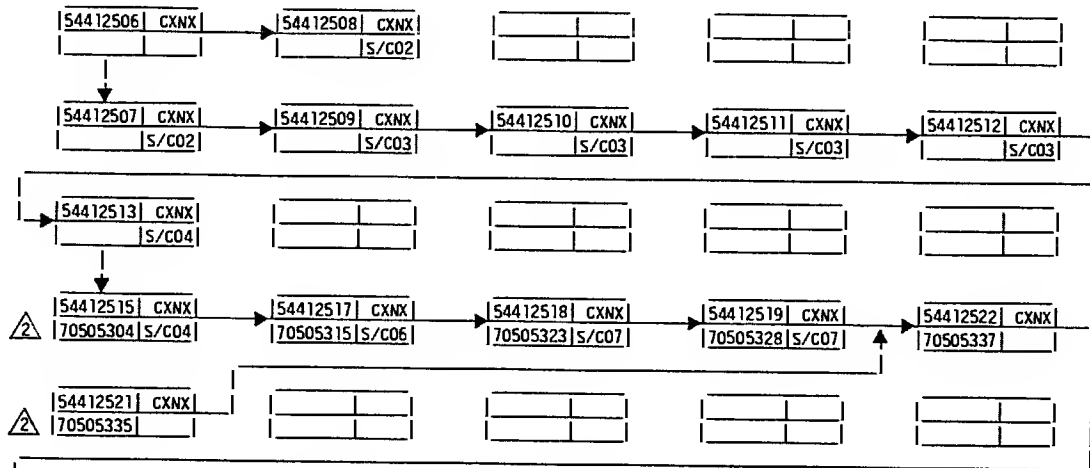 54412506 CXNX 54412508 CXNX
S/C02
54412507 CXNX 54412509 CXNX 54412510 CXNX 54412511 CXNX 54412512 CXNX
S/C02 S/C03 S/C03 S/C03 S/C03
54412513 CXNX
S/C04
54412515 CXNX 54412517 CXNX 54412518 CXNX 54412519 CXNX 54412522 CXNX
2 70505304 S/C04 70505315 S/C06 70505323 S/C07 70505328 S/C07 70505337
54412521 CXNX
2 70505335